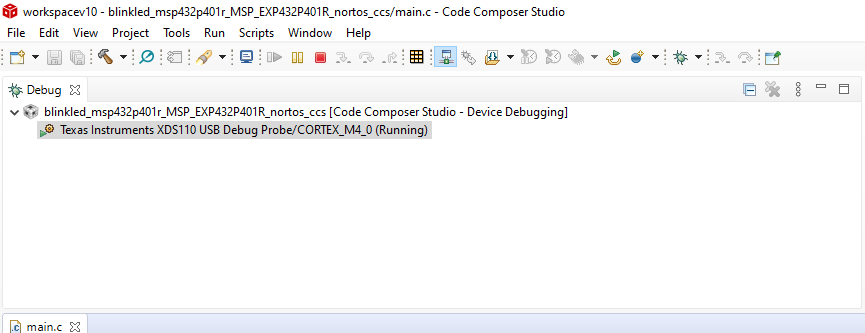 workspacev10 - blinkled_msp432p401r_MSP_EXP432P401R_nortos_ccs/main.c - Code Composer Studio
File Edit View Project Tools Run Scripts Window Help
Debug
blinkled_msp432p401r_MSP_EXP432P401R_nortos_ccs [Code Composer Studio - Device Debugging]
Texas Instruments XDS110 USB Debug Probe/CORTEX_M4_0 (Running)
.c main.c